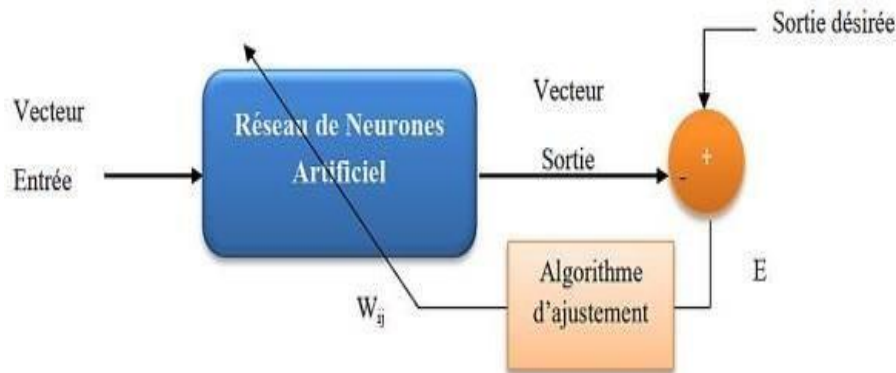 Sortie désirée
Vecteur
Entrée
Réseau de Neurones
Artificiel
Vecteur
Sortie
+
-
Algorithme
d'ajustement
E
Wij